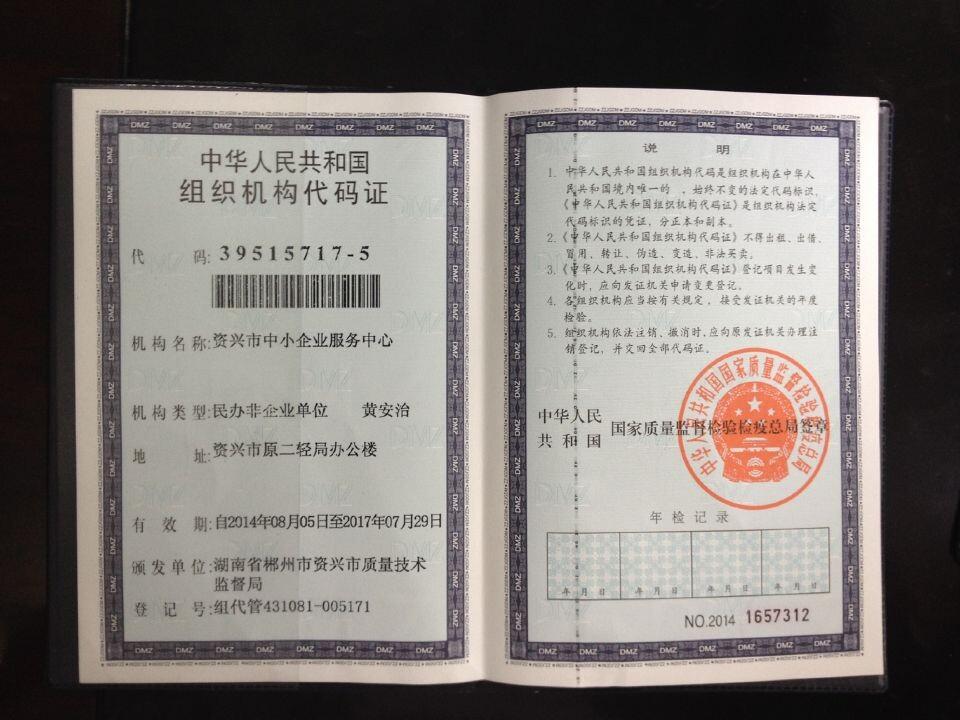 中华人民共和国
组织机构代码证
代 码: 39515717-5
机构名称:资兴市中小企业服务中心
机构类型:民办非企业单位 黄安治
地 址:资兴市原二轻局办公楼
有 效 期:自2014年08月05日至2017年07月29日
颁发单位:湖南省郴州市资兴市质量技术
监督局
登 记 号:组代管431081-005171
说 明
1. 中华人民共和国组织机构代码是组织机构在中华人
民共和国境内唯一的 、始终不变的法定代码标识,
《中华人民共和国组织机构代码证》是组织机构法定
代码标识的凭证,分正本和副本。
2.《中华人民共和国组织机构代码证》不得出租、出借、
冒用、转让、伪造、变造、非法买卖。
3.《中华人民共和国组织机构代码证》登记项目发生变
化时,应向发证机关申请变更登记。
4. 各组织机构应当按有关规定 ,接受发证机关的年度
检验。
5. 组织机构依法注销、撤消时,应向原发证机关办理注
销登记,并交回全部代码证。
中华人民共和国国家质量监督检验检疫总局
中华人民
共 和 国
国家质量监督检验检疫总局签章
年检记录
年 月 日 年 月 日 年 月 日 年 月 日
NO.2014 1657312